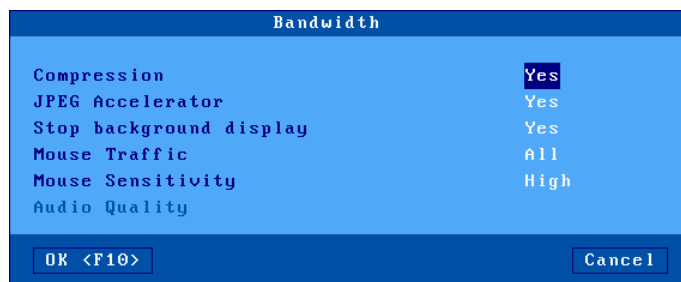 Bandwidth
Compression Yes
JPEG Accelerator Yes
Stop background display Yes
Mouse Traffic All
Mouse Sensitivity High
Audio Quality
OK <F10> Cancel